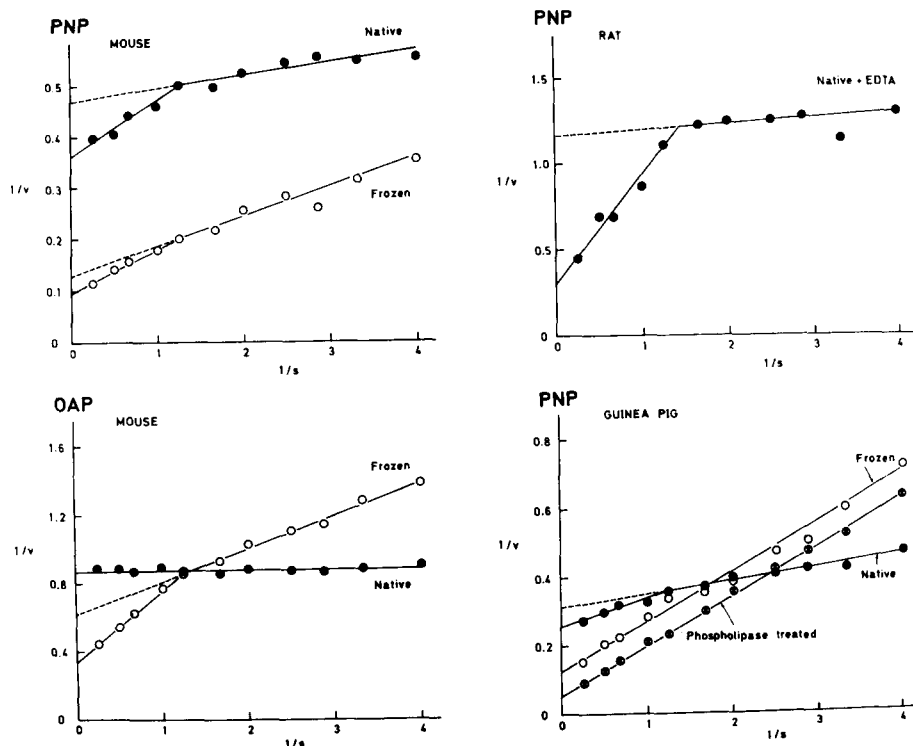 PNP
MOUSE
Native
Frozen
0.5
0.4
0.3
0.2
0.1
0
1/v
0 1 2 3 4
1/s
PNP
RAT
Native + EDTA
1.5
1.0
0.5
0
1/v
0 1 2 3 4
1/s
OAP
MOUSE
Frozen
Native
1.6
1.2
0.8
0.4
0
1/v
0 1 2 3 4
1/s
PNP
GUINEA PIG
Frozen
Native
Phospholipase treated
0.8
0.6
0.4
0.2
0
1/v
0 1 2 3 4
1/s